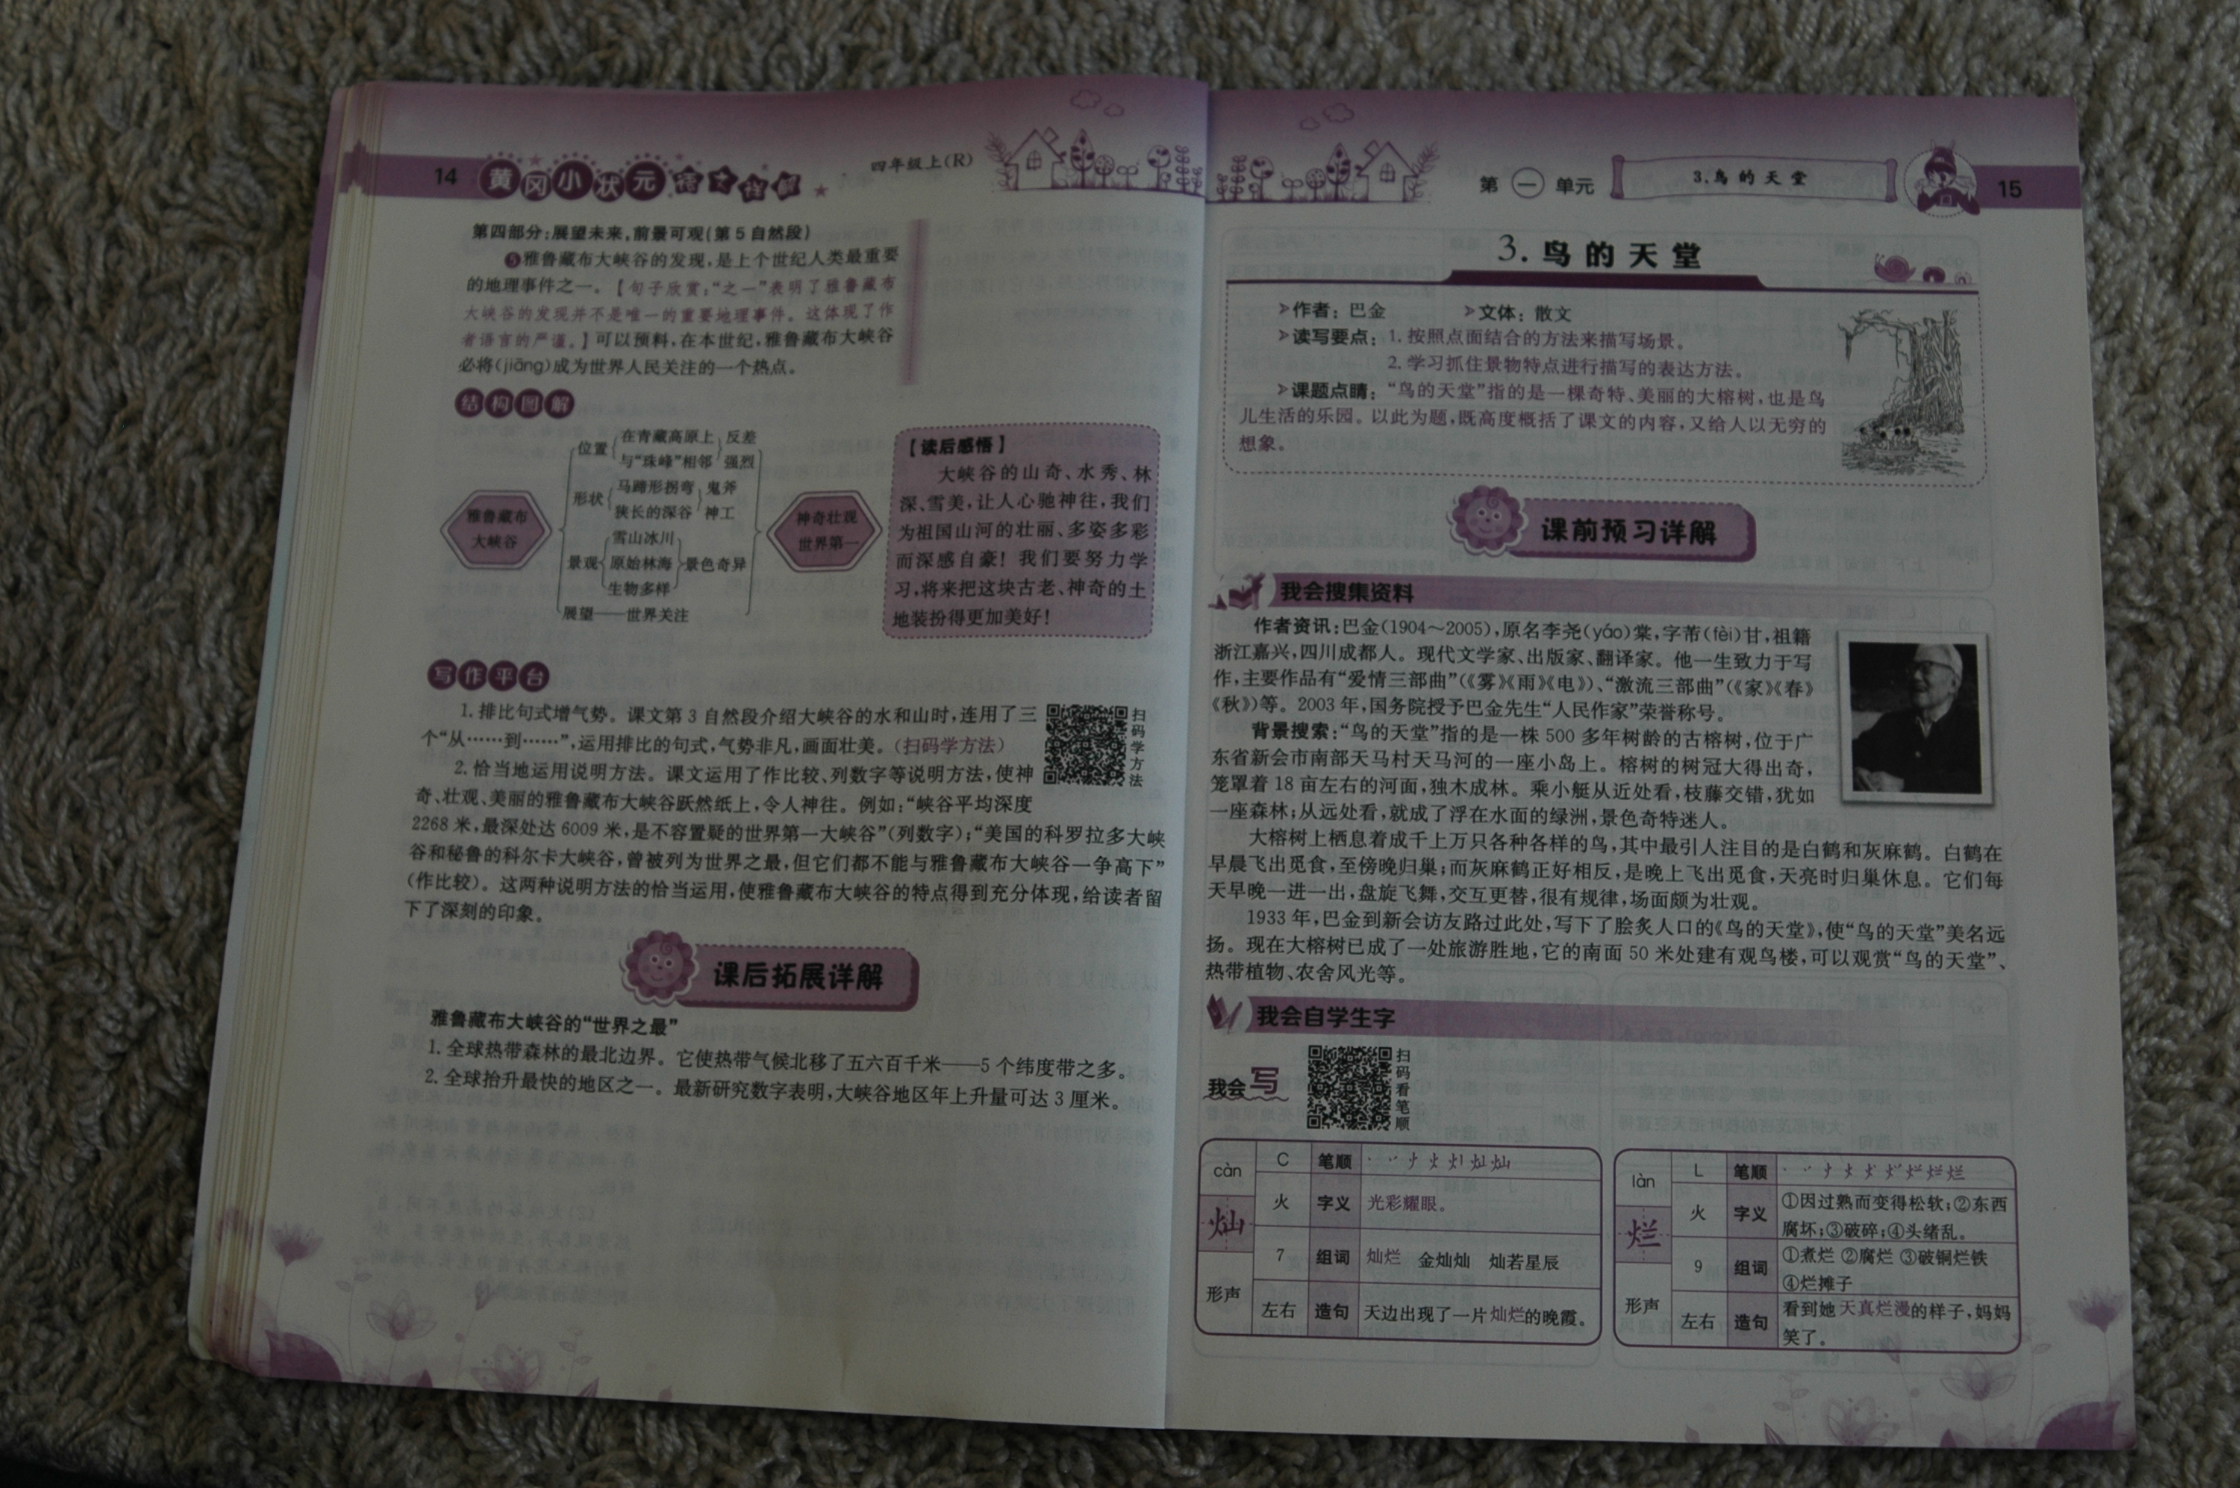 14
黄冈小状元
四年级上(R)
第四部分:展望未来,前景可观(第5自然段)
❺雅鲁藏布大峡谷的发现,是上个世纪人类最重要
的地理事件之一。【句子欣赏,“之一”表明了雅鲁藏布
大峡谷的发现并不是唯一的重要地理事件。这体现了作
者语言的严谨。】可以预料,在本世纪,雅鲁藏布大峡谷
必将(jiāng)成为世界人民关注的一个热点。
结构图解
雅鲁藏布
大峡谷
位置
在青藏高原上
与“珠峰”相邻
反差
强烈
形状
马蹄形拐弯
狭长的深谷
鬼斧
神工
景观
雪山冰川
原始林海
生物多样
景色奇异
展望——世界关注
神奇壮观
世界第一
【读后感悟】
大峡谷的山奇、水秀、林
深、雪美,让人心驰神往,我们
为祖国山河的壮丽、多姿多彩
而深感自豪!我们要努力学
习,将来把这块古老、神奇的土
地装扮得更加美好!
写作平台
1. 排比句式增气势。课文第3自然段介绍大峡谷的水和山时,连用了三
个“从……到……”,运用排比的句式,气势非凡,画面壮美。(扫码学方法)
扫码学方法
2. 恰当地运用说明方法。课文运用了作比较、列数字等说明方法,使神
奇、壮观、美丽的雅鲁藏布大峡谷跃然纸上,令人神往。例如:“峡谷平均深度
2268米,最深处达6009米,是不容置疑的世界第一大峡谷”(列数字);“美国的科罗拉多大峡
谷和秘鲁的科尔卡大峡谷,曾被列为世界之最,但它们都不能与雅鲁藏布大峡谷一争高下”
(作比较)。这两种说明方法的恰当运用,使雅鲁藏布大峡谷的特点得到充分体现,给读者留
下了深刻的印象。
课后拓展详解
雅鲁藏布大峡谷的“世界之最”
1. 全球热带森林的最北边界。它使热带气候北移了五六百千米——5个纬度带之多。
2. 全球抬升最快的地区之一。最新研究数字表明,大峡谷地区年上升量可达3厘米。
第一单元
3.鸟的天堂
15
3. 鸟的天堂
➢作者:巴金 ➢文体:散文
➢读写要点:1. 按照点面结合的方法来描写场景。
2. 学习抓住景物特点进行描写的表达方法。
➢课题点睛:“鸟的天堂”指的是一棵奇特、美丽的大榕树,也是鸟
儿生活的乐园。以此为题,既高度概括了课文的内容,又给人以无穷的
想象。
课前预习详解
我会搜集资料
作者资讯:巴金(1904～2005),原名李尧(yáo)棠,字芾(fèi)甘,祖籍
浙江嘉兴,四川成都人。现代文学家、出版家、翻译家。他一生致力于写
作,主要作品有“爱情三部曲”(《雾》《雨》《电》)、“激流三部曲”(《家》《春》
《秋》)等。2003年,国务院授予巴金先生“人民作家”荣誉称号。
背景搜索:“鸟的天堂”指的是一株500多年树龄的古榕树,位于广
东省新会市南部天马村天马河的一座小岛上。榕树的树冠大得出奇,
笼罩着18亩左右的河面,独木成林。乘小艇从近处看,枝藤交错,犹如
一座森林;从远处看,就成了浮在水面的绿洲,景色奇特迷人。
大榕树上栖息着成千上万只各种各样的鸟,其中最引人注目的是白鹤和灰麻鹤。白鹤在
早晨飞出觅食,至傍晚归巢;而灰麻鹤正好相反,是晚上飞出觅食,天亮时归巢休息。它们每
天早晚一进一出,盘旋飞舞,交互更替,很有规律,场面颇为壮观。
1933年,巴金到新会访友路过此处,写下了脍炙人口的《鸟的天堂》,使“鸟的天堂”美名远
扬。现在大榕树已成了一处旅游胜地,它的南面50米处建有观鸟楼,可以观赏“鸟的天堂”、
热带植物、农舍风光等。
我会自学生字
我会写
扫码看笔顺
càn
灿
形声
C
火
7
左右
笔顺
字义
光彩耀眼。
组词
灿烂 金灿灿 灿若星辰
造句
天边出现了一片灿烂的晚霞。
làn
烂
形声
L
火
9
左右
笔顺
字义
①因过熟而变得松软;②东西
腐坏;③破碎;④头绪乱。
组词
①煮烂 ②腐烂 ③破铜烂铁
④烂摊子
造句
看到她天真烂漫的样子,妈妈
笑了。